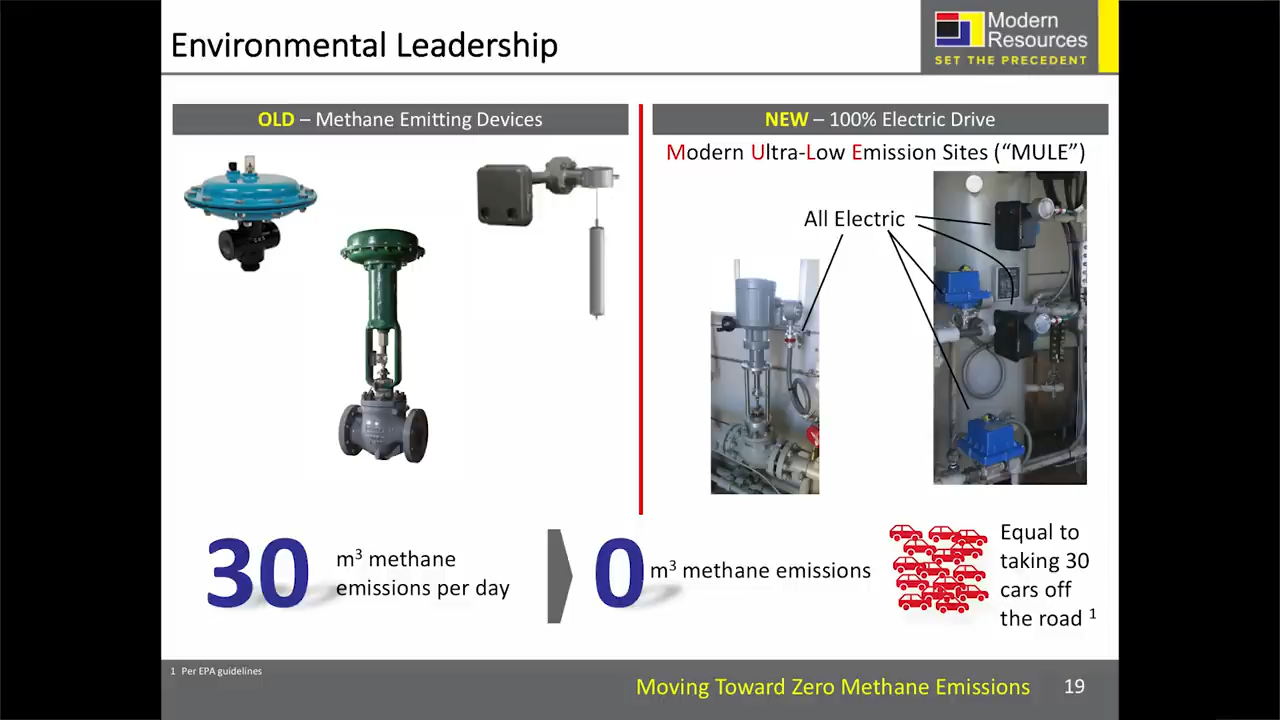 Environmental Leadership
Modern
Resources
SET THE PRECEDENT
OLD – Methane Emitting Devices
NEW – 100% Electric Drive
Modern Ultra-Low Emission Sites (“MULE”)
All Electric
30
m³ methane
emissions per day
0
m³ methane emissions
Equal to
taking 30
cars off
the road ¹
1 Per EPA guidelines
Moving Toward Zero Methane Emissions
19